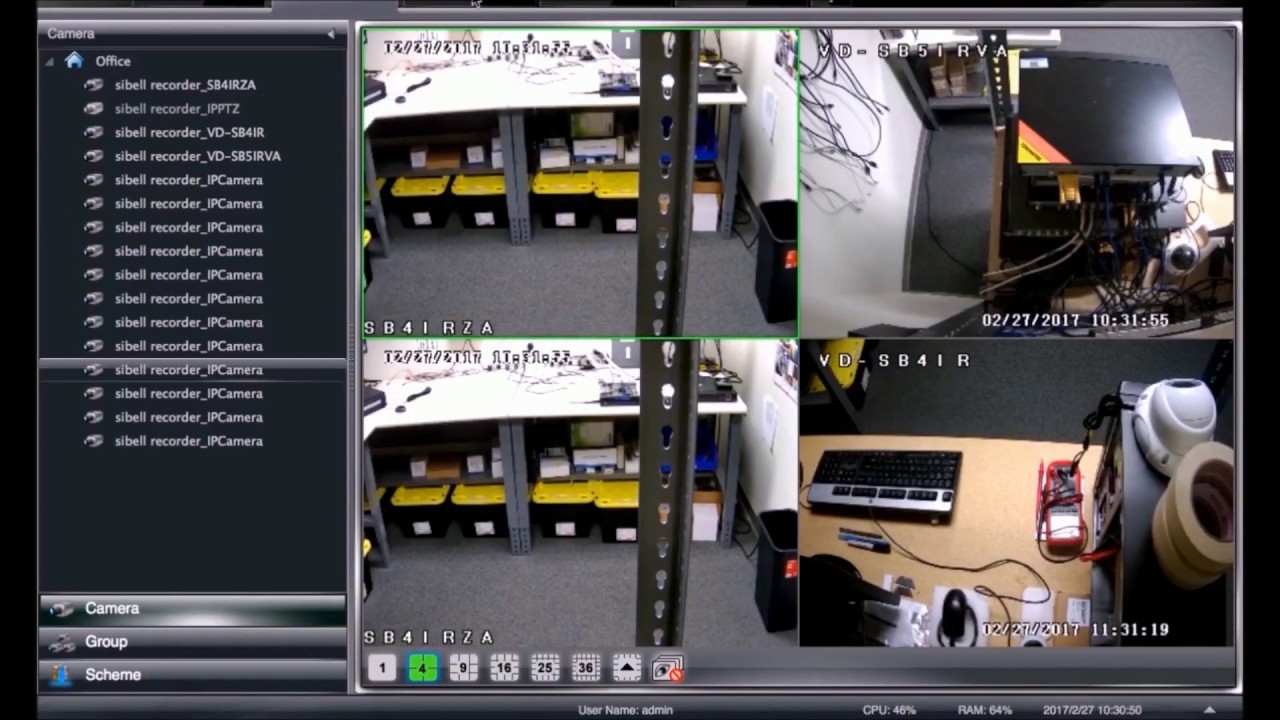 Camera
Office
sibell recorder_SB4IRZA
sibell recorder_IPPTZ
sibell recorder_VD-SB4IR
sibell recorder_VD-SB5IRVA
sibell recorder_IPCamera
sibell recorder_IPCamera
sibell recorder_IPCamera
sibell recorder_IPCamera
sibell recorder_IPCamera
sibell recorder_IPCamera
sibell recorder_IPCamera
sibell recorder_IPCamera
sibell recorder_IPCamera
sibell recorder_IPCamera
sibell recorder_IPCamera
sibell recorder_IPCamera
Camera
Group
Scheme
SB4IRZA
VD-SB5IRVA
02/27/2017 10:31:55
SB4IRZA
VD-SB4IR
02/27/2017 11:31:19
1 4 9 16 25 36
User Name: admin CPU: 46% RAM: 64% 2017/2/27 10:30:50